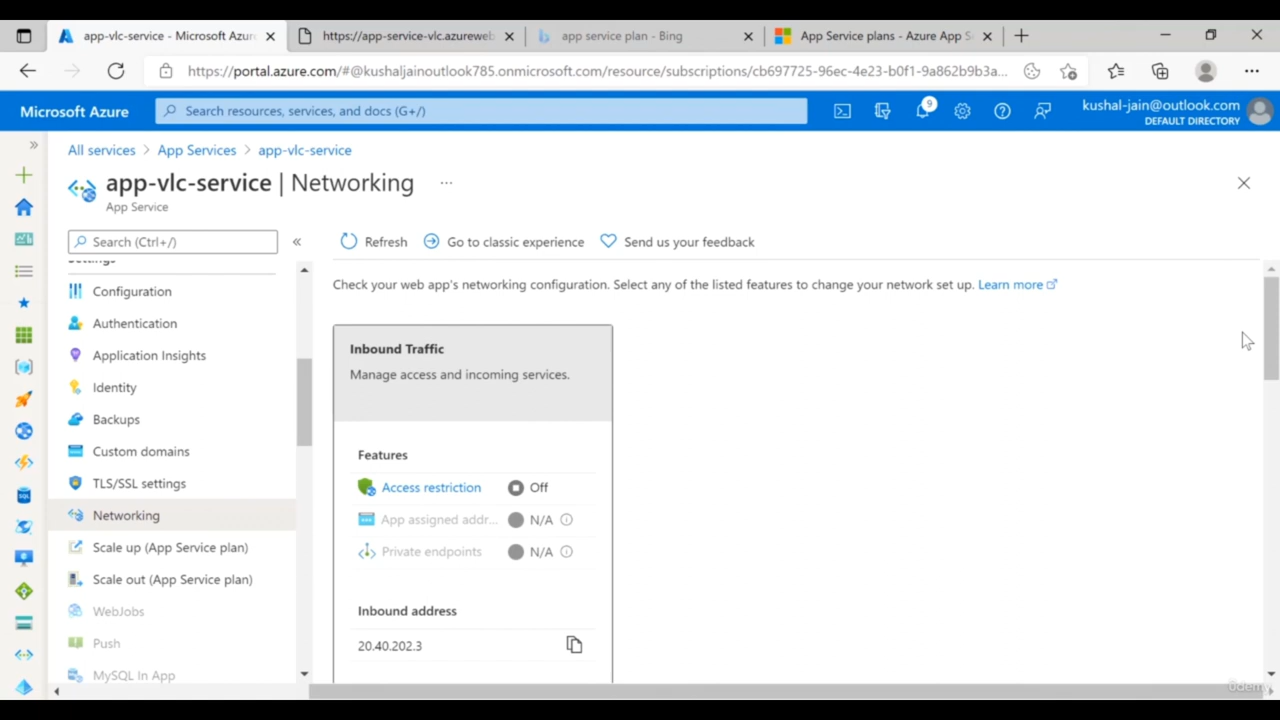 app-vlc-service - Microsoft Azur
https://app-service-vlc.azureweb
app service plan - Bing
App Service plans - Azure App S
https://portal.azure.com/#@kushaljainoutlook785.onmicrosoft.com/resource/subscriptions/cb697725-96ec-4e23-b0f1-9a862b9b3a...
Microsoft Azure
Search resources, services, and docs (G+/)
9
kushal-jain@outlook.com
DEFAULT DIRECTORY
All services > App Services > app-vlc-service
app-vlc-service | Networking ...
App Service
Search (Ctrl+/)
Refresh
Go to classic experience
Send us your feedback
Settings
Configuration
Authentication
Application Insights
Identity
Backups
Custom domains
TLS/SSL settings
Networking
Scale up (App Service plan)
Scale out (App Service plan)
WebJobs
Push
MySQL In App
Check your web app's networking configuration. Select any of the listed features to change your network set up. Learn more
Inbound Traffic
Manage access and incoming services.
Features
Access restriction Off
App assigned addr... N/A
Private endpoints N/A
Inbound address
20.40.202.3
ûdemy